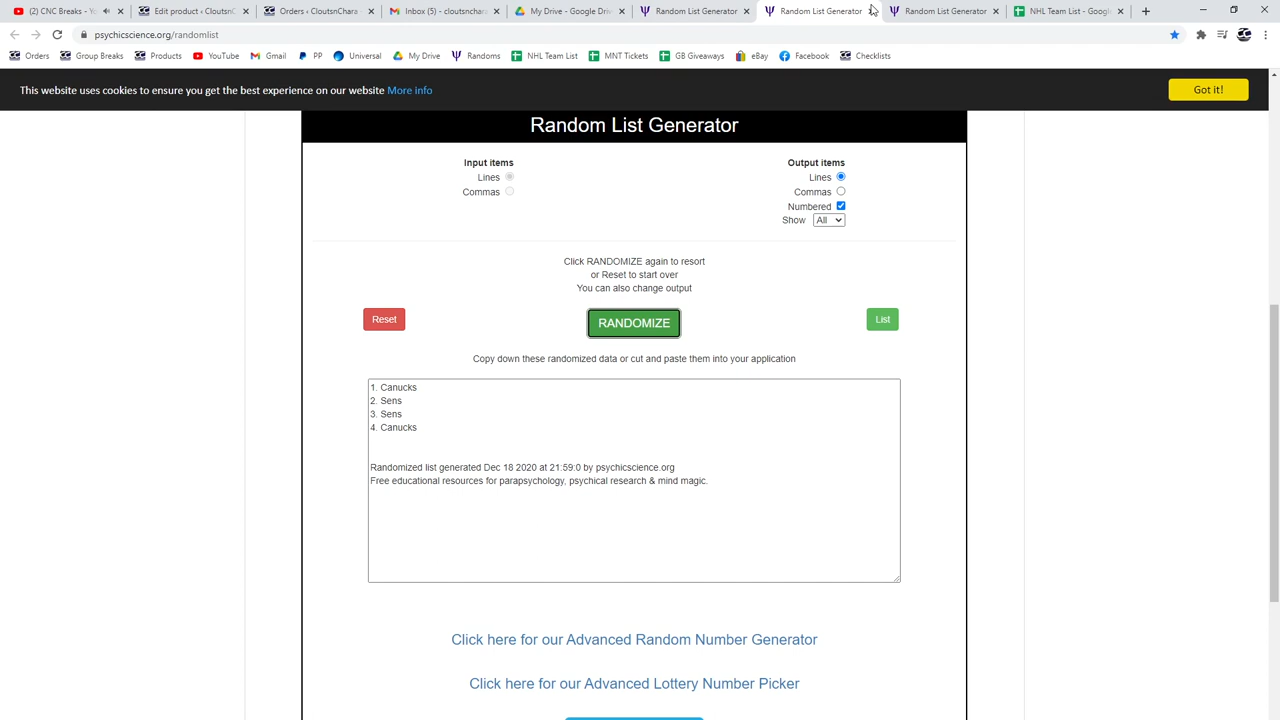 (2) CNC Breaks - Yo
Edit product ‹ CloutsnC
Orders ‹ CloutsnChara
Inbox (5) - cloutsnchara
My Drive - Google Driv
Random List Generator
Random List Generator
Random List Generator
NHL Team List - Google
psychicscience.org/randomlist
Orders
Group Breaks
Products
YouTube
Gmail
PP
Universal
My Drive
Randoms
NHL Team List
MNT Tickets
GB Giveaways
eBay
Facebook
Checklists
This website uses cookies to ensure you get the best experience on our website More info
Got it!
Random List Generator
Input items
Lines
Commas
Output items
Lines
Commas
Numbered
Show All
Click RANDOMIZE again to resort
or Reset to start over
You can also change output
Reset
RANDOMIZE
List
Copy down these randomized data or cut and paste them into your application
1. Canucks
2. Sens
3. Sens
4. Canucks
Randomized list generated Dec 18 2020 at 21:59:0 by psychicscience.org
Free educational resources for parapsychology, psychical research & mind magic.
Click here for our Advanced Random Number Generator
Click here for our Advanced Lottery Number Picker